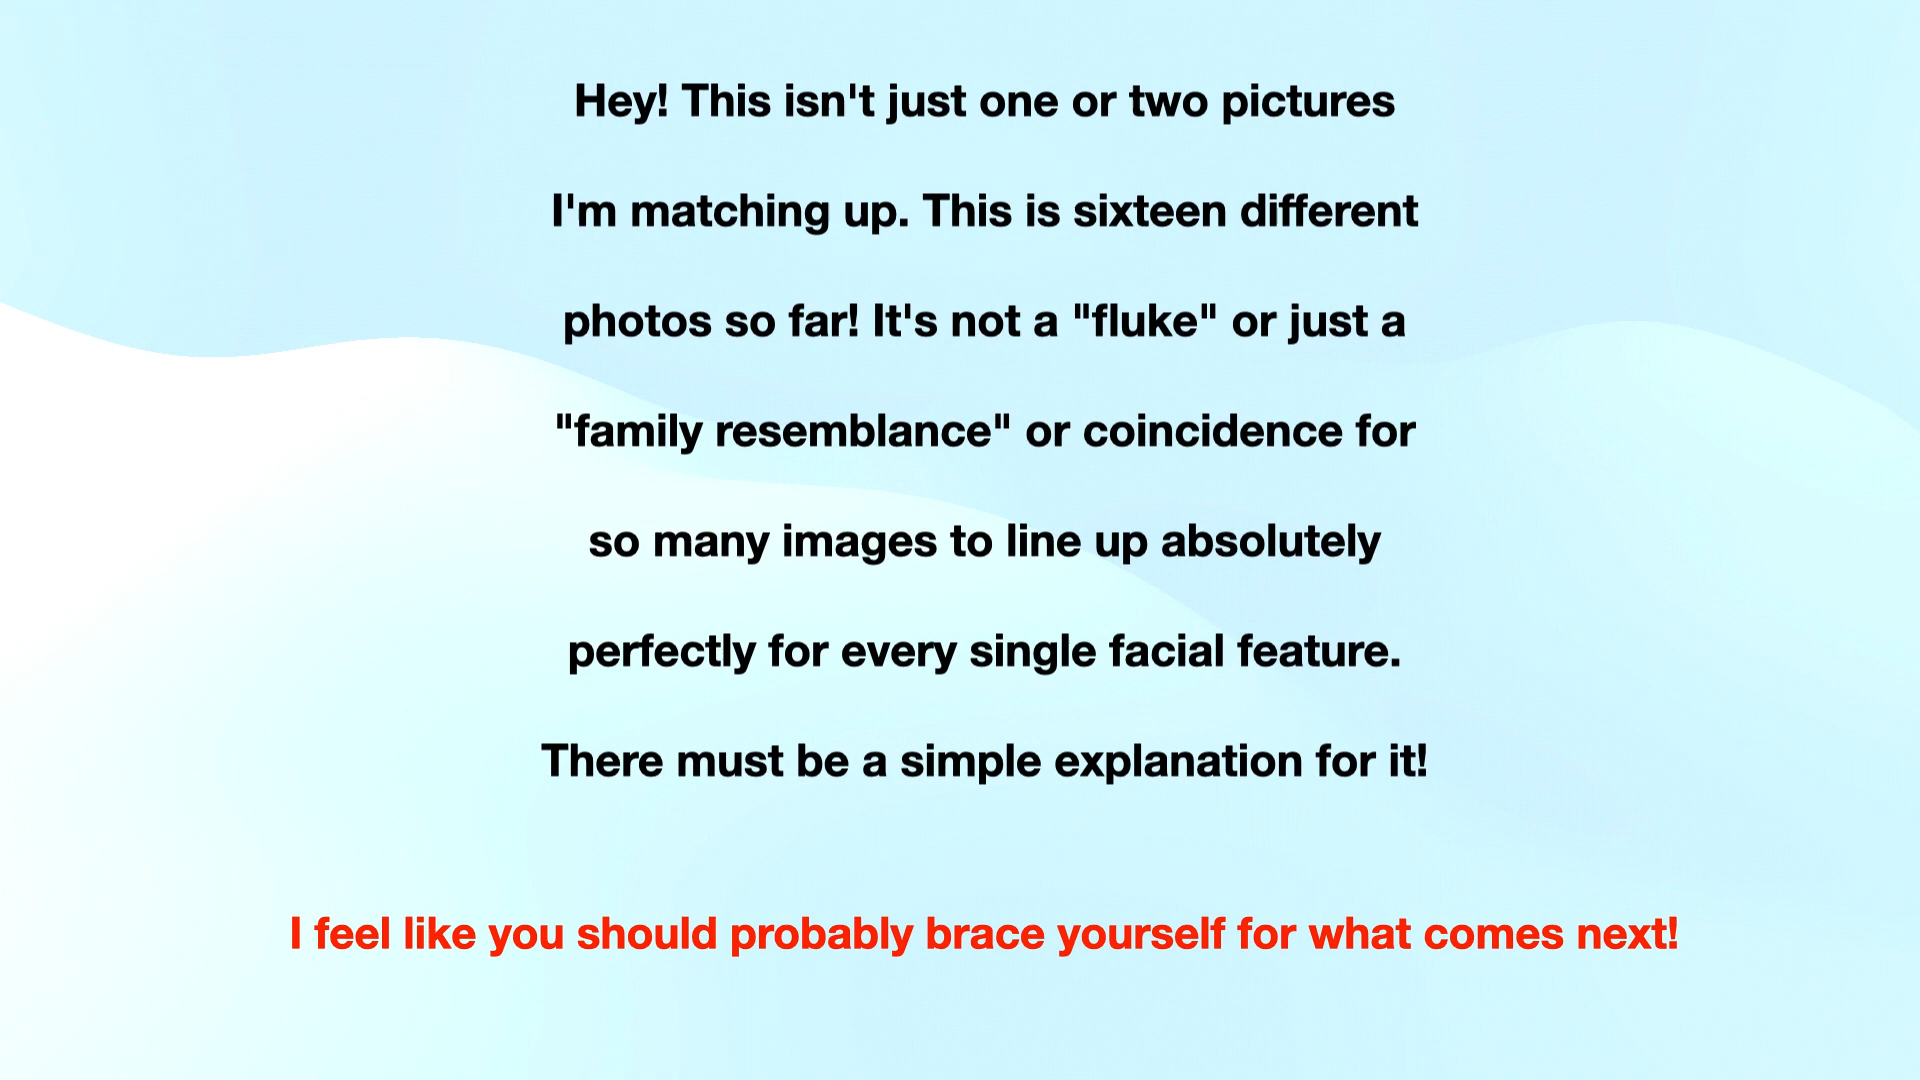 Hey! This isn't just one or two pictures
I'm matching up. This is sixteen different
photos so far! It's not a "fluke" or just a
"family resemblance" or coincidence for
so many images to line up absolutely
perfectly for every single facial feature.
There must be a simple explanation for it!
I feel like you should probably brace yourself for what comes next!